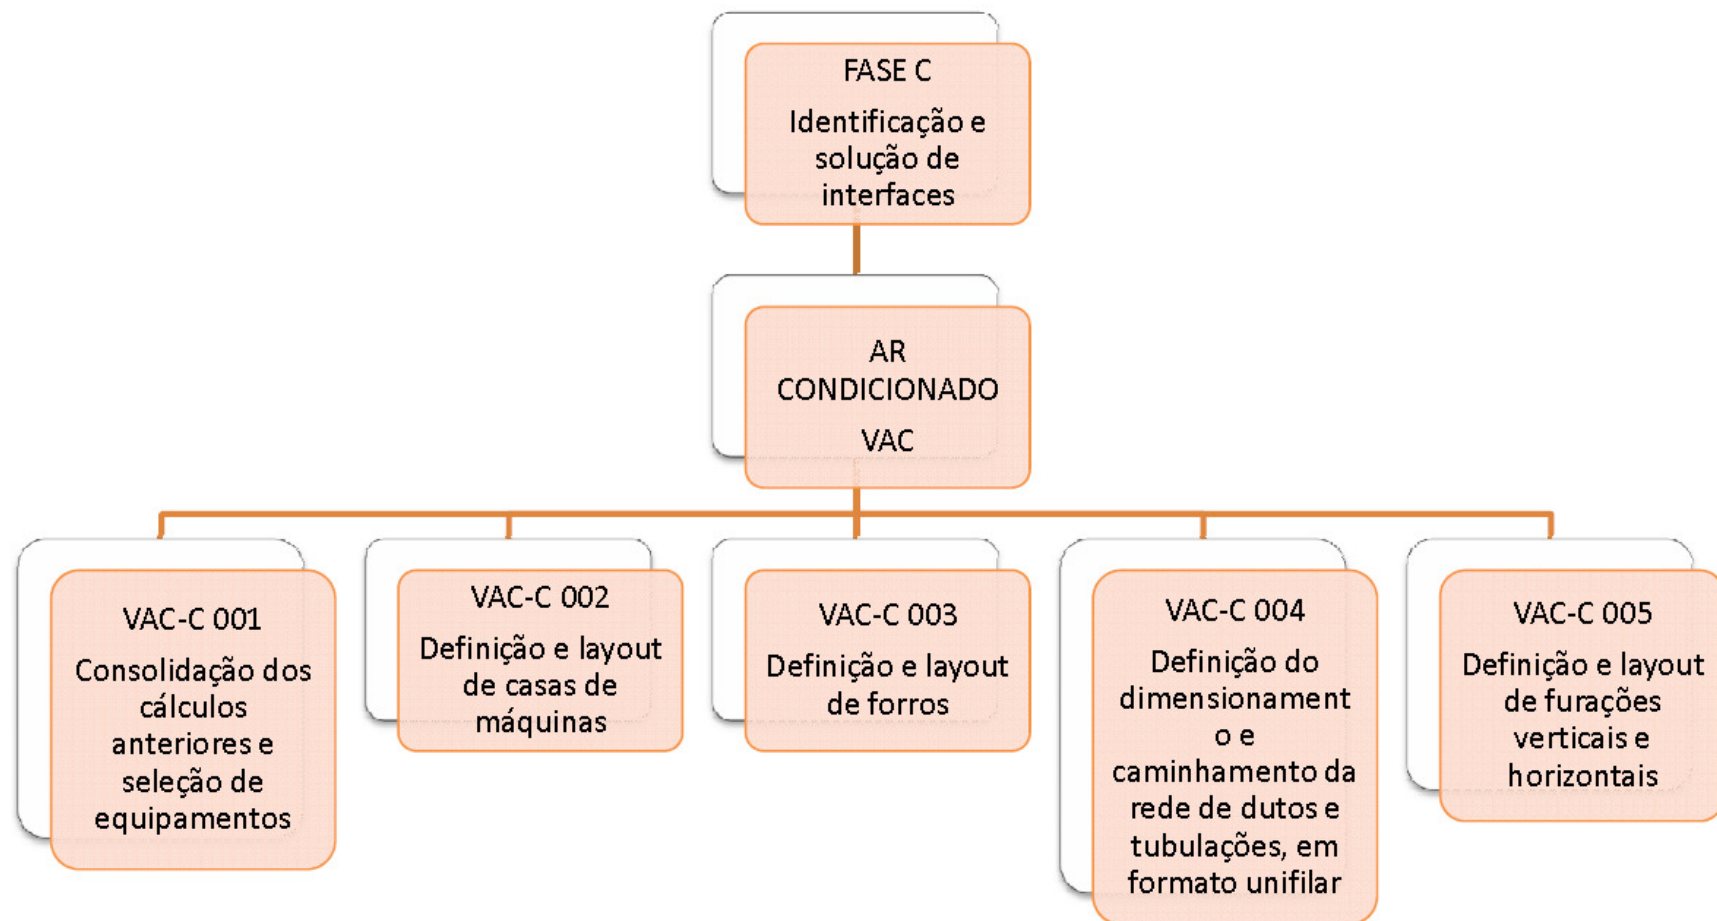 FASE C
Identificação e
solução de
interfaces
AR
CONDICIONADO
VAC
VAC-C 001
Consolidação dos
cálculos
anteriores e
seleção de
equipamentos
VAC-C 002
Definição e layout
de casas de
máquinas
VAC-C 003
Definição e layout
de forros
VAC-C 004
Definição do
dimensionament
o e
caminhamento da
rede de dutos e
tubulações, em
formato unifilar
VAC-C 005
Definição e layout
de furações
verticais e
horizontais